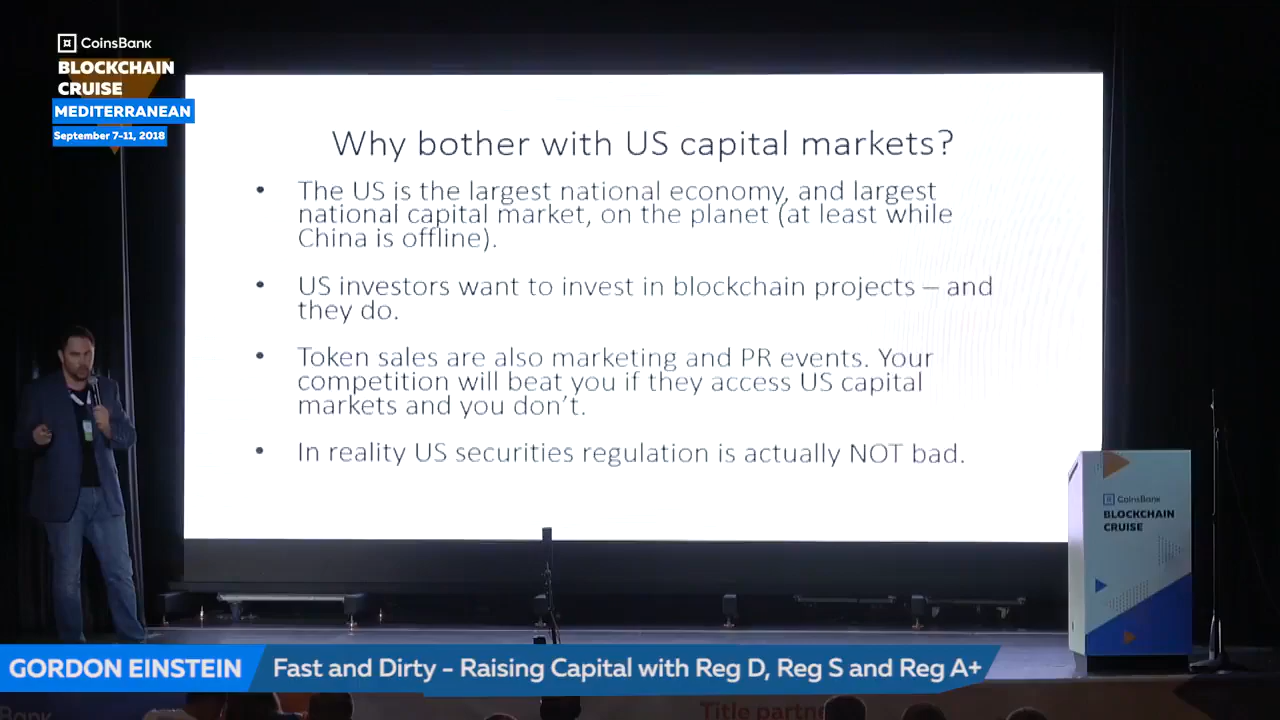 CoinsBank
BLOCKCHAIN
CRUISE
MEDITERRANEAN
September 7-11, 2018
Why bother with US capital markets?
• The US is the largest national economy, and largest
national capital market, on the planet (at least while
China is offline).
• US investors want to invest in blockchain projects – and
they do.
• Token sales are also marketing and PR events. Your
competition will beat you if they access US capital
markets and you don’t.
• In reality US securities regulation is actually NOT bad.
CoinsBank
BLOCKCHAIN
CRUISE
GORDON EINSTEIN
Fast and Dirty – Raising Capital with Reg D, Reg S and Reg A+
Bank
Title